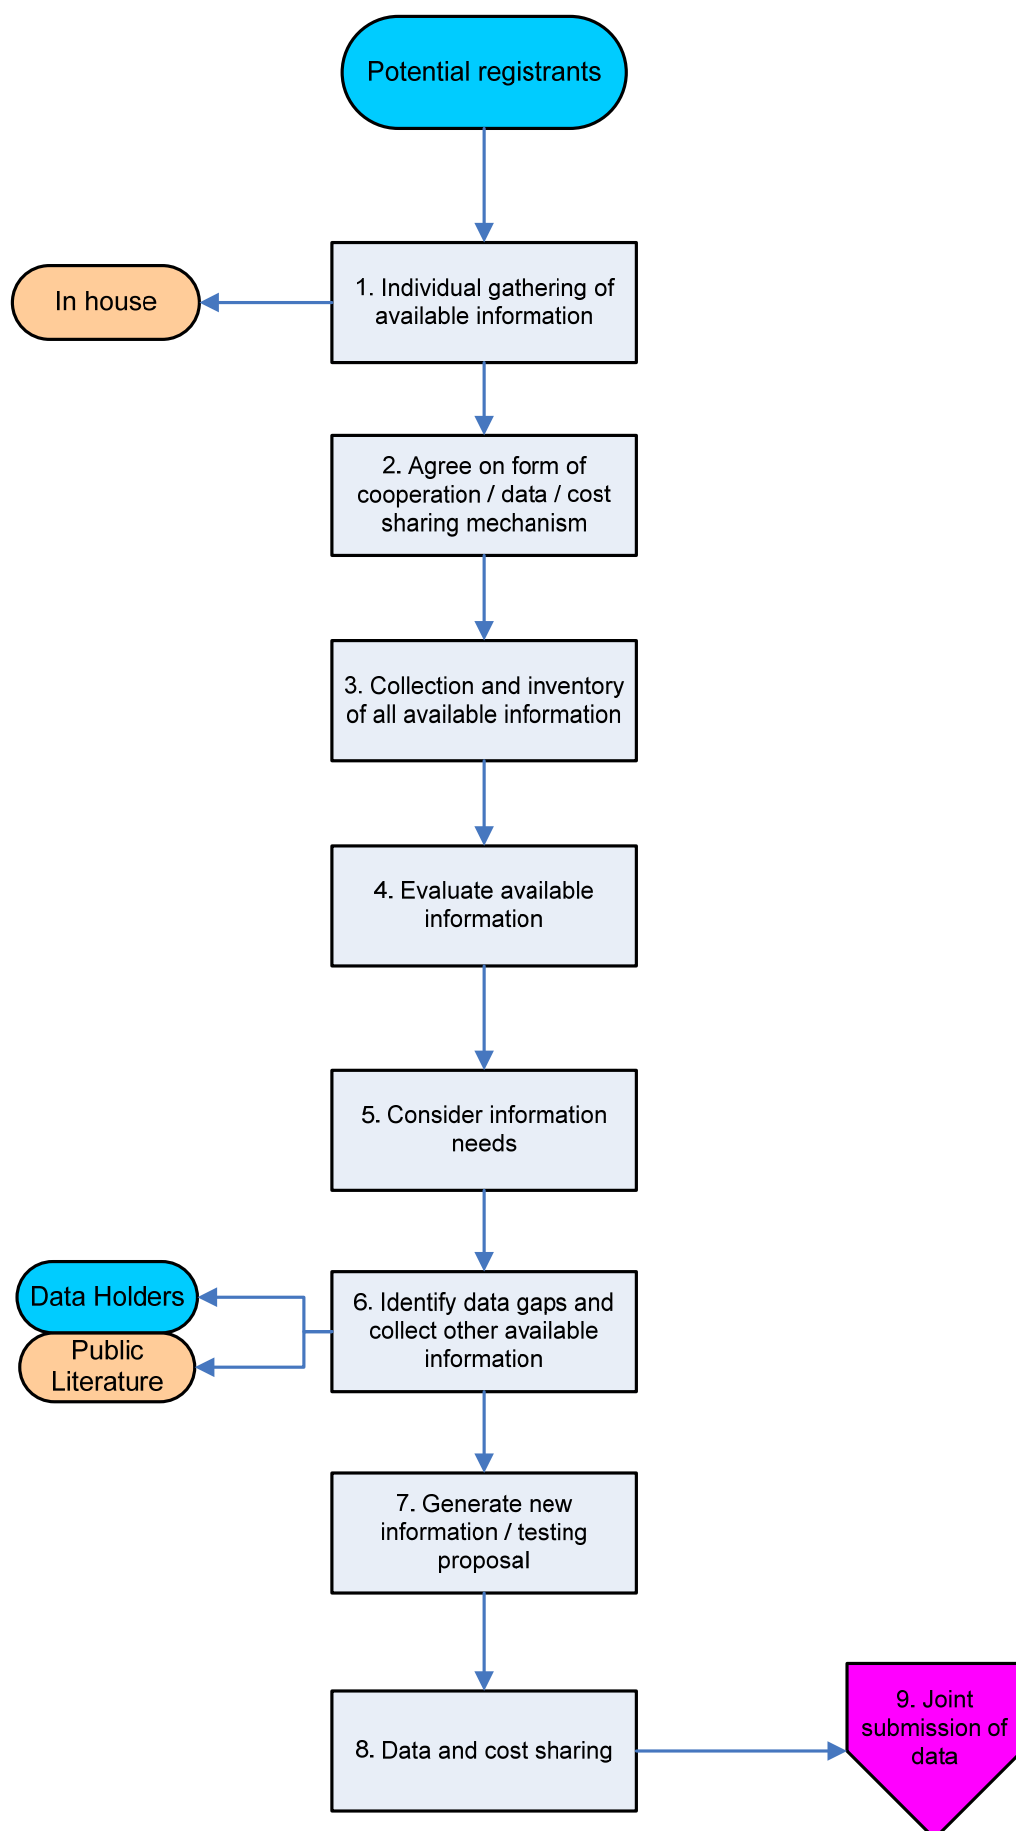 Potential registrants
1. Individual gathering of
available information
In house
2. Agree on form of
cooperation / data / cost
sharing mechanism
3. Collection and inventory
of all available information
4. Evaluate available
information
5. Consider information
needs
6. Identify data gaps and
collect other available
information
Data Holders
Public
Literature
7. Generate new
information / testing
proposal
8. Data and cost sharing
9. Joint
submission of
data